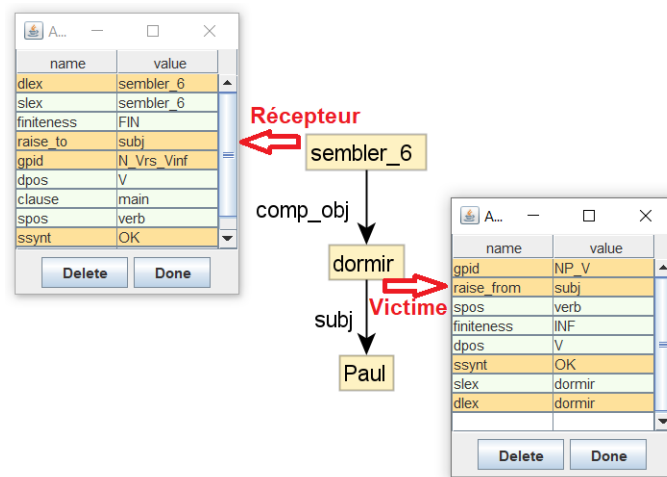 A...
name value
dlex sembler_6
slex sembler_6
finiteness FIN
raise_to subj
gpid N_Vrs_Vinf
dpos V
clause main
spos verb
ssynt OK
Delete Done
Récepteur
sembler_6
comp_obj
dormir
Victime
subj
Paul
A...
name value
gpid NP_V
raise_from subj
spos verb
finiteness INF
dpos V
ssynt OK
slex dormir
dlex dormir
Delete Done